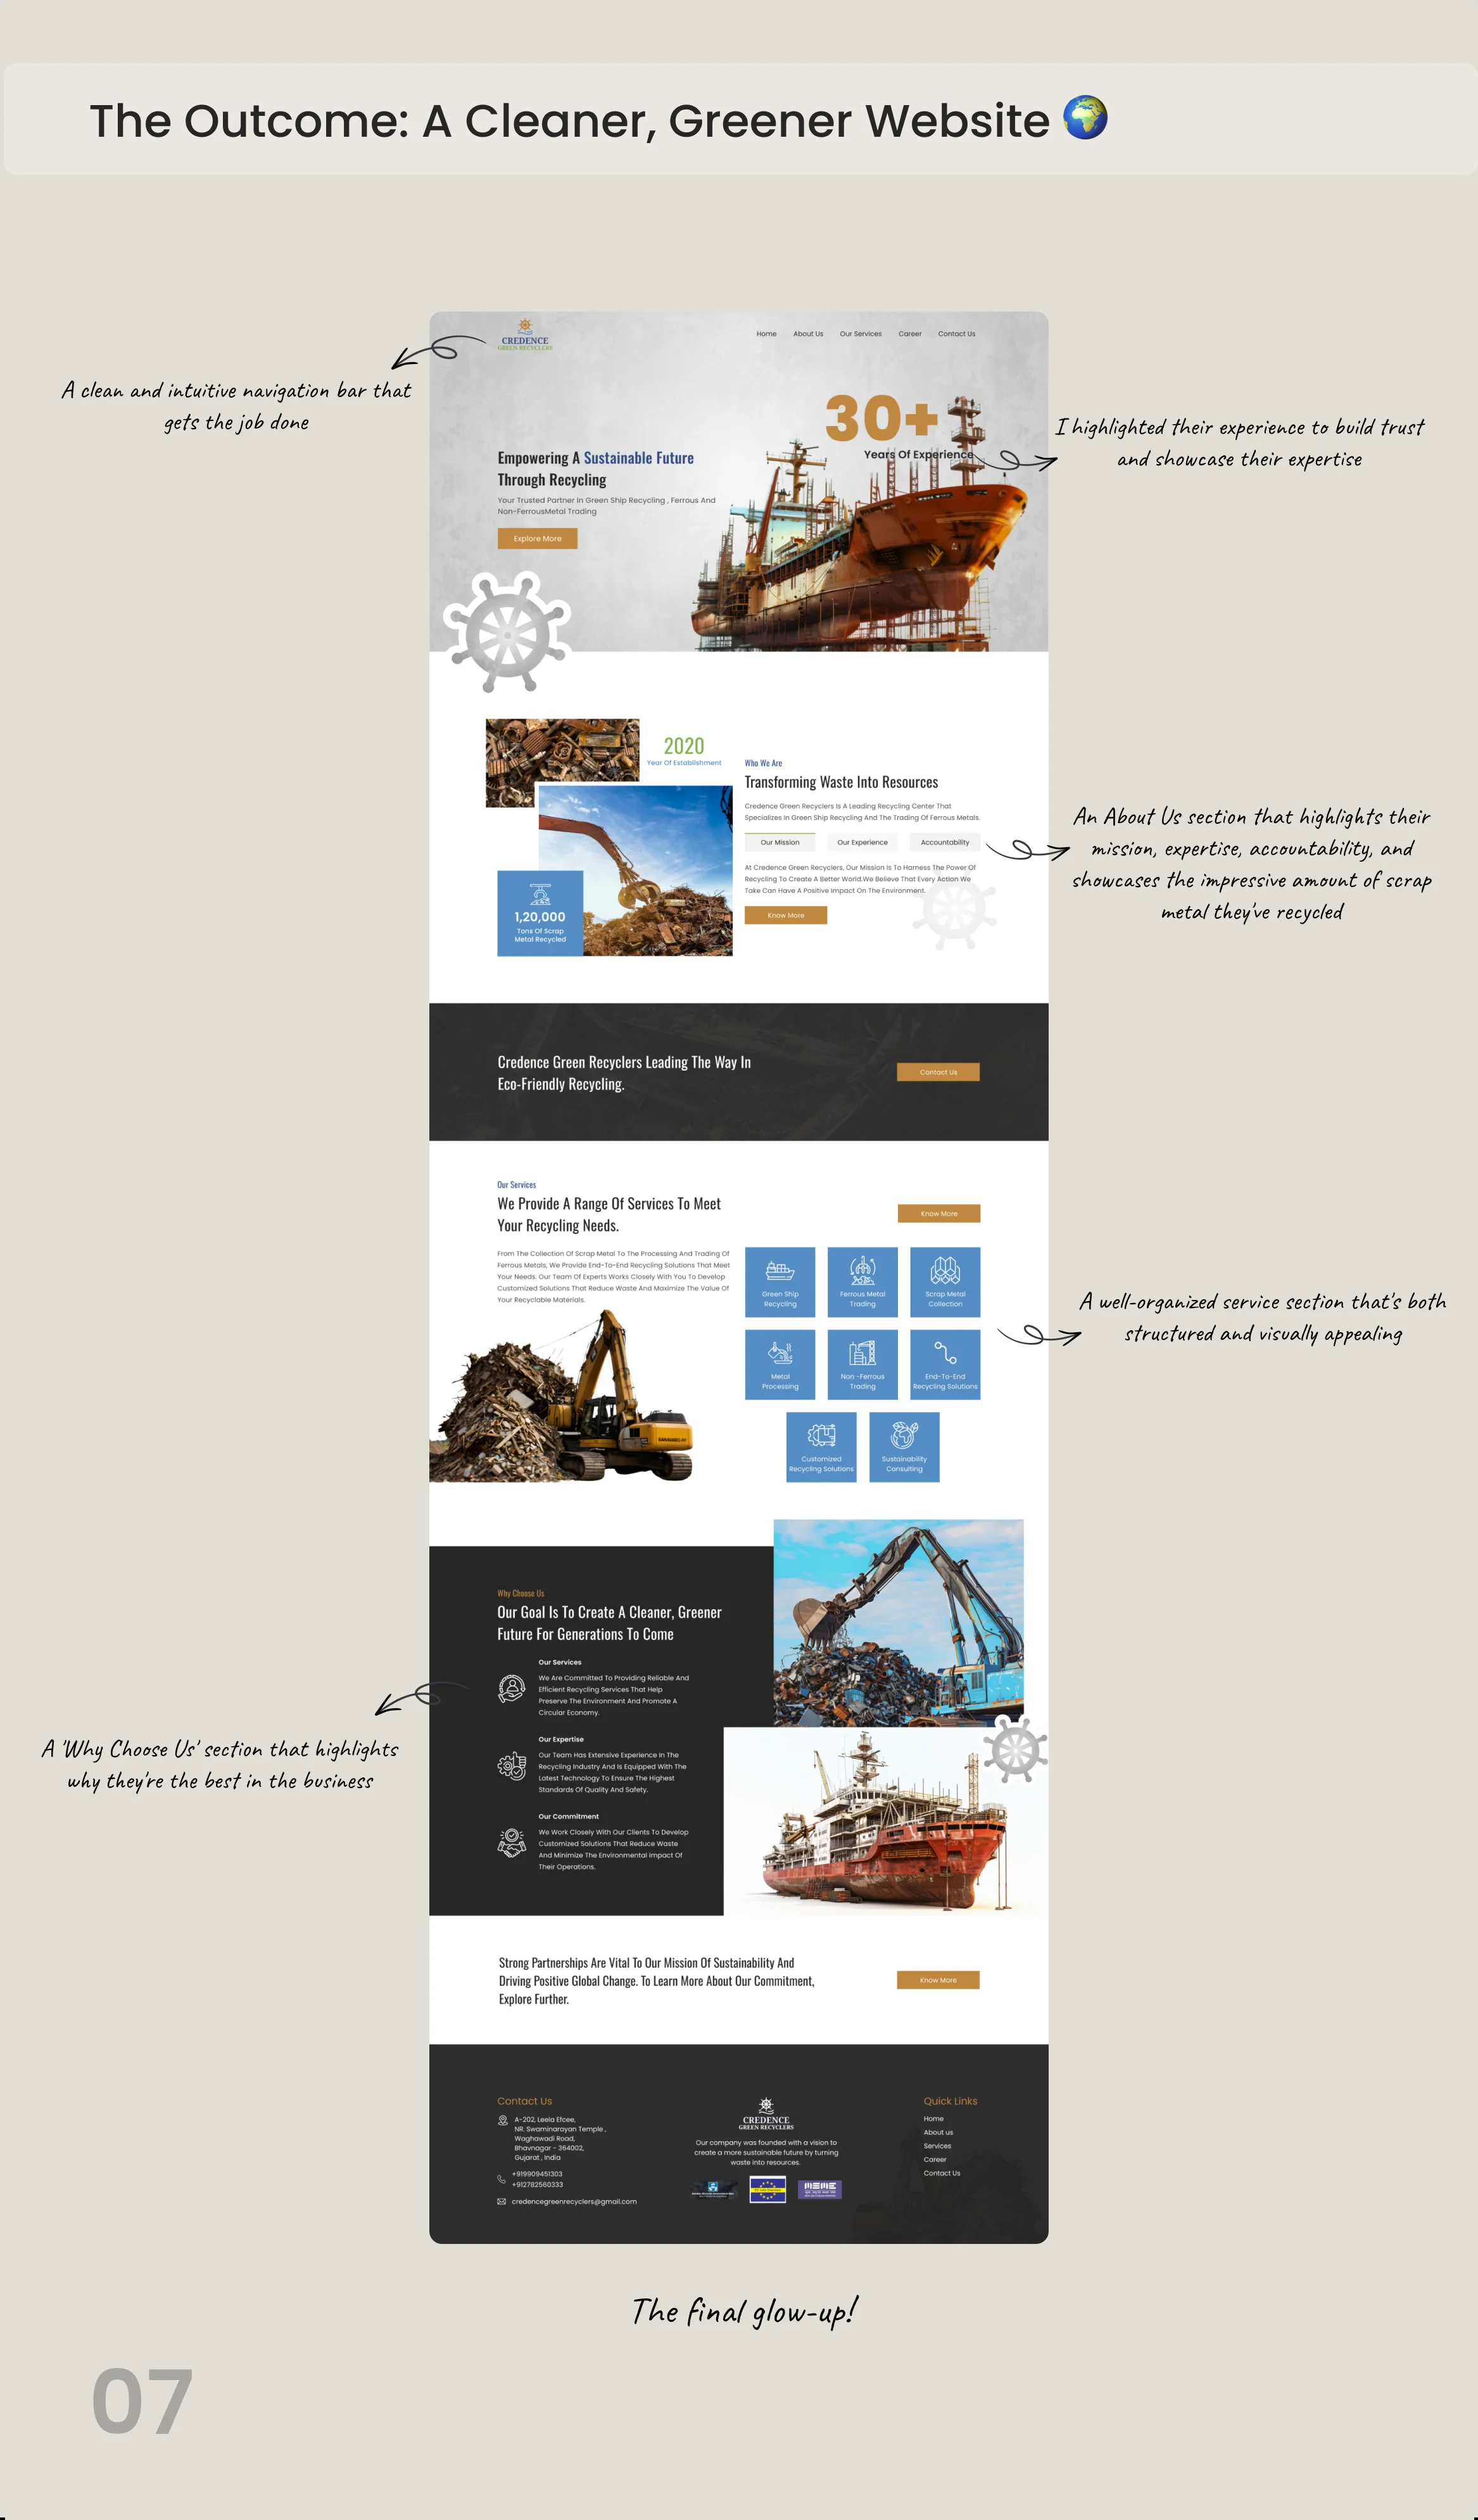 The Outcome: A Cleaner, Greener Website
CREDENCE
GREEN RECYCLERS
Home
About Us
Our Services
Career
Contact Us
A clean and intuitive navigation bar that
gets the job done
30+
Years Of Experience
I highlighted their experience to build trust
and showcase their expertise
Empowering A Sustainable Future
Through Recycling
Your Trusted Partner In Green Ship Recycling , Ferrous And
Non-FerrousMetal Trading
Explore More
2020
Year Of Establishment
1,20,000
Tons Of Scrap
Metal Recycled
Who We Are
Transforming Waste Into Resources
Credence Green Recyclers Is A Leading Recycling Center That
Specializes In Green Ship Recycling And The Trading Of Ferrous Metals.
Our Mission
Our Experience
Accountability
At Credence Green Recyclers, Our Mission Is To Harness The Power Of
Recycling To Create A Better World.We Believe That Every Action We
Take Can Have A Positive Impact On The Environment.
Know More
An About Us section that highlights their
mission, expertise, accountability, and
showcases the impressive amount of scrap
metal they've recycled
Credence Green Recyclers Leading The Way In
Eco-Friendly Recycling.
Contact Us
Our Services
We Provide A Range Of Services To Meet
Your Recycling Needs.
Know More
From The Collection Of Scrap Metal To The Processing And Trading Of
Ferrous Metals, We Provide End-To-End Recycling Solutions That Meet
Your Needs. Our Team Of Experts Works Closely With You To Develop
Customized Solutions That Reduce Waste And Maximize The Value Of
Your Recyclable Materials.
Green Ship
Recycling
Ferrous Metal
Trading
Scrap Metal
Collection
Metal
Processing
Non -Ferrous
Trading
End-To-End
Recycling Solutions
Customized
Recycling Solutions
Sustainability
Consulting
A well-organized service section that's both
structured and visually appealing
Why Choose Us
Our Goal Is To Create A Cleaner, Greener
Future For Generations To Come
Our Services
We Are Committed To Providing Reliable And
Efficient Recycling Services That Help
Preserve The Environment And Promote A
Circular Economy.
Our Expertise
Our Team Has Extensive Experience In The
Recycling Industry And Is Equipped With The
Latest Technology To Ensure The Highest
Standards Of Quality And Safety.
Our Commitment
We Work Closely With Our Clients To Develop
Customized Solutions That Reduce Waste
And Minimize The Environmental Impact Of
Their Operations.
A 'Why Choose Us' section that highlights
why they're the best in the business
Strong Partnerships Are Vital To Our Mission Of Sustainability And
Driving Positive Global Change. To Learn More About Our Commitment,
Explore Further.
Know More
Contact Us
A-202, Leela Efcee,
NR. Swaminarayan Temple ,
Waghawadi Road,
Bhavnagar - 364002,
Gujarat , India
+919909451303
+912782560333
credencegreenrecyclers@gmail.com
CREDENCE
GREEN RECYCLERS
Our company was founded with a vision to
create a more sustainable future by turning
waste into resources.
Quick Links
Home
About us
Services
Career
Contact Us
The final glow-up!
07